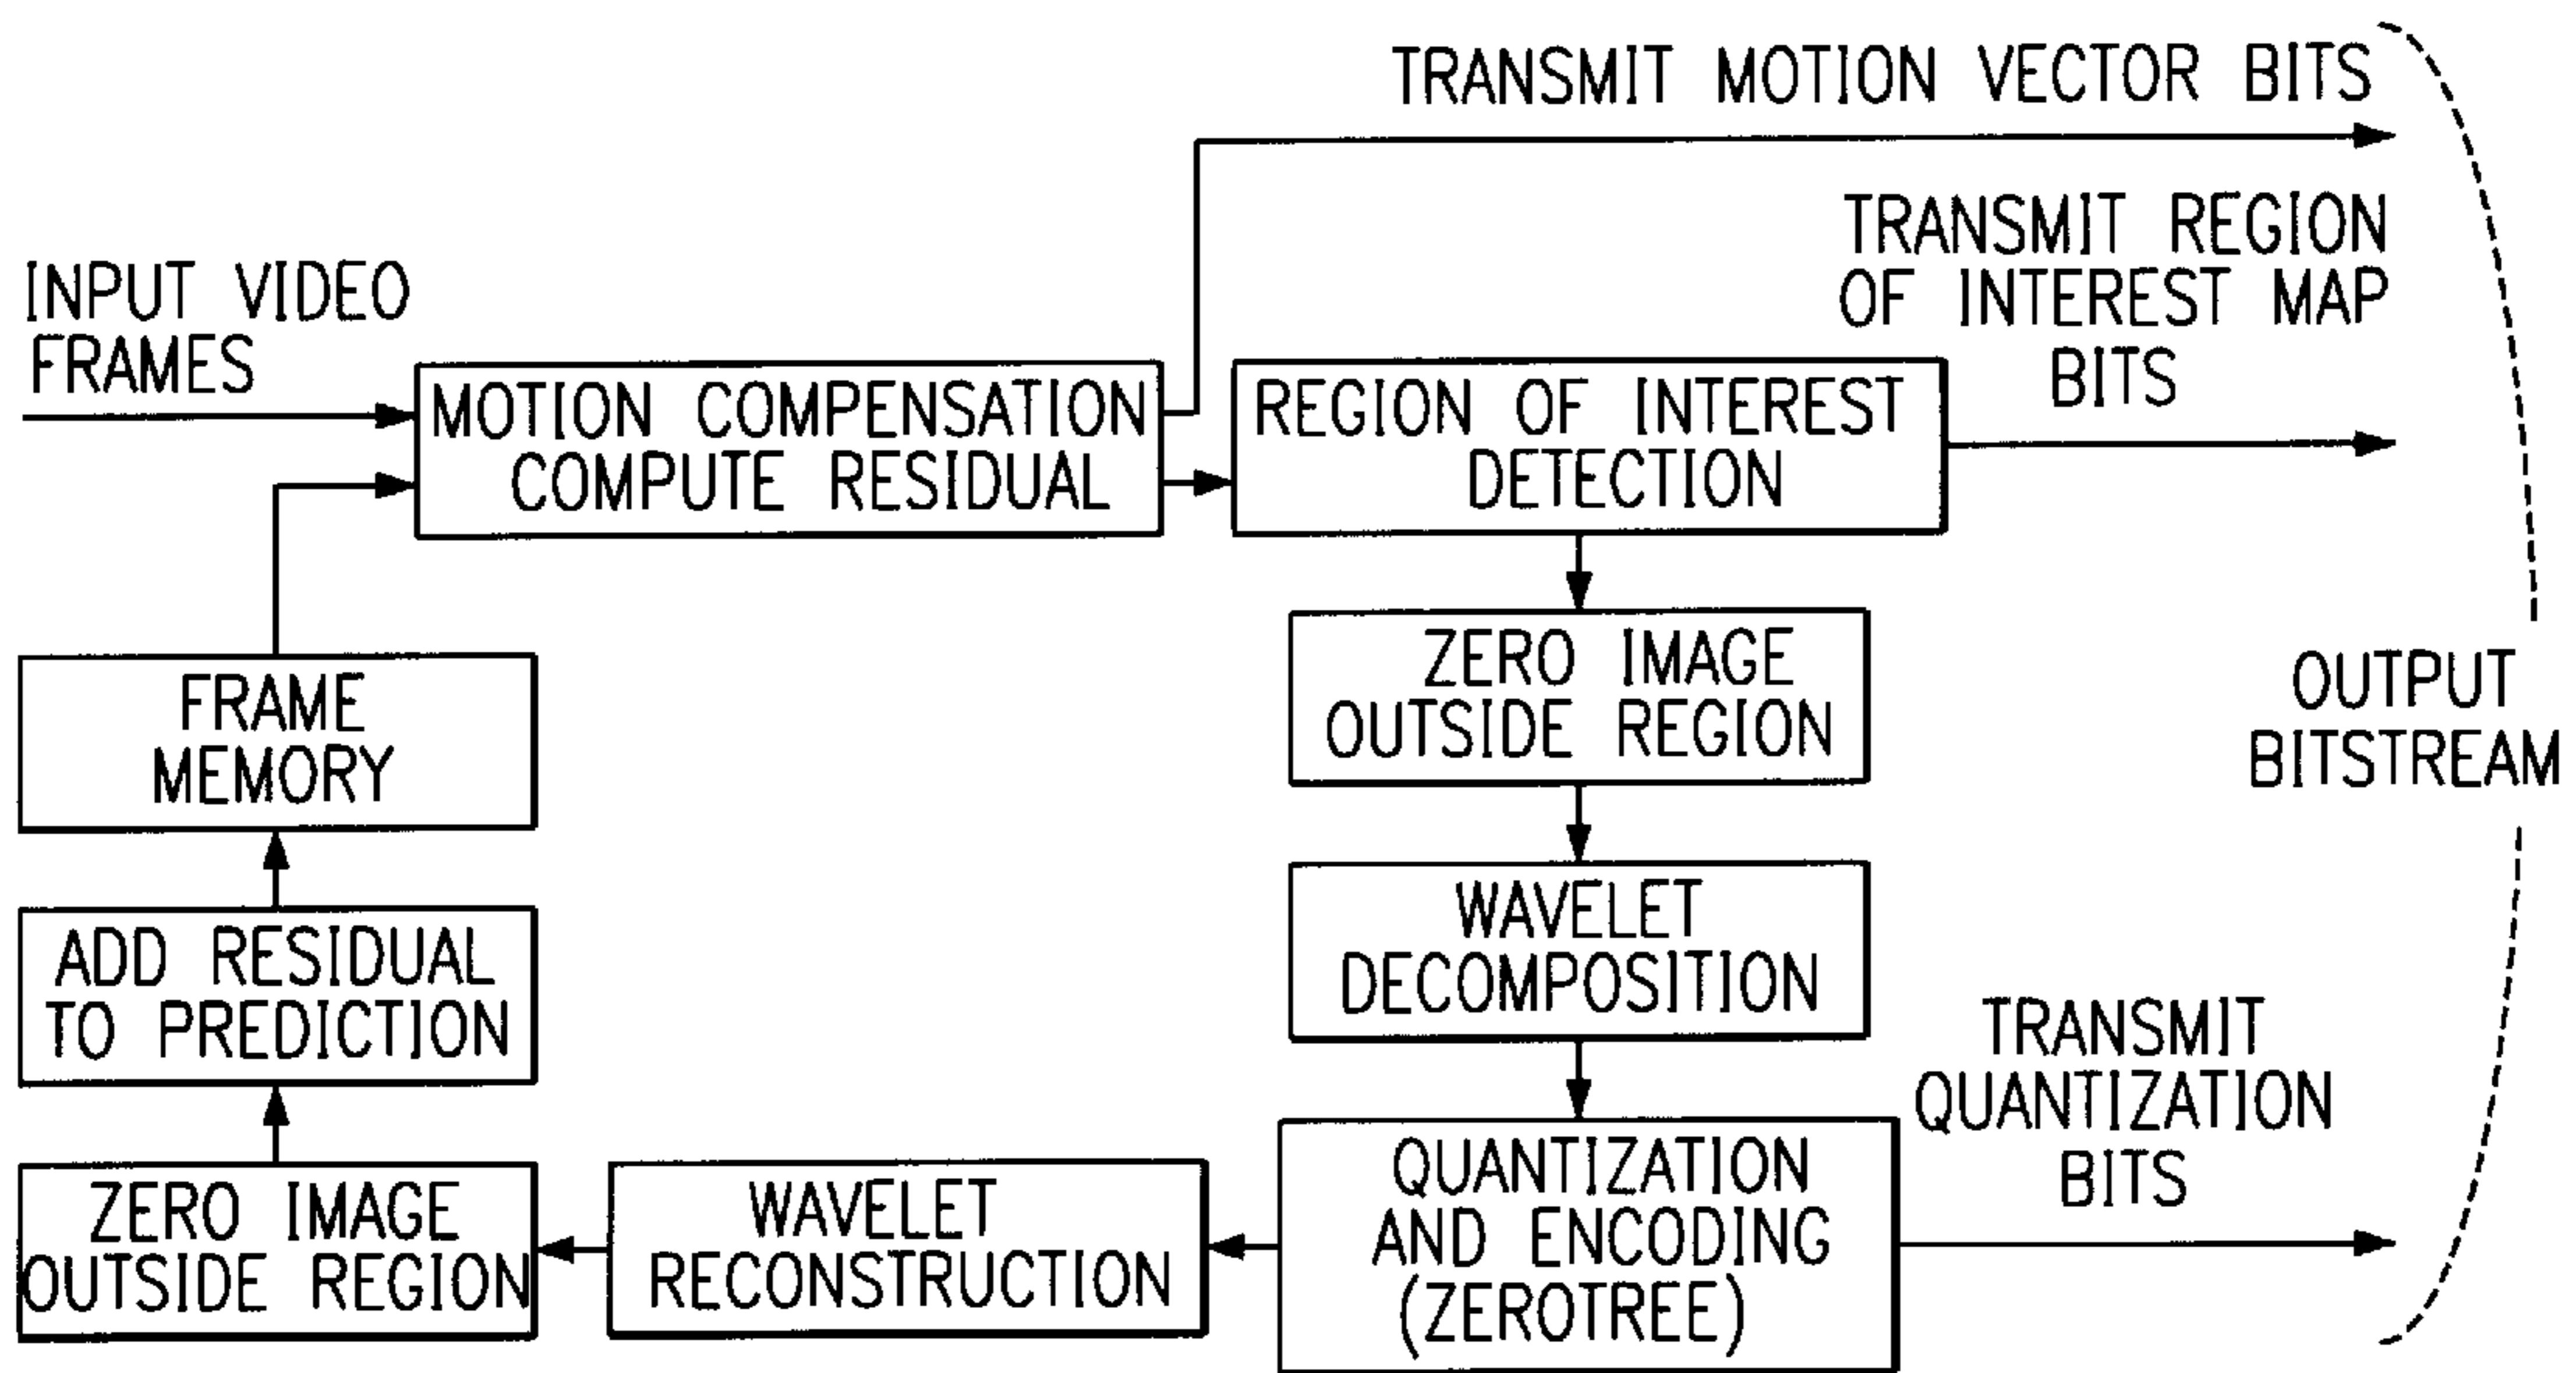 TRANSMIT MOTION VECTOR BITS
TRANSMIT REGION
OF INTEREST MAP
BITS
INPUT VIDEO
FRAMES
MOTION COMPENSATION
COMPUTE RESIDUAL
REGION OF INTEREST
DETECTION
ZERO IMAGE
OUTSIDE REGION
FRAME
MEMORY
OUTPUT
BITSTREAM
WAVELET
DECOMPOSITION
ADD RESIDUAL
TO PREDICTION
TRANSMIT
QUANTIZATION
BITS
ZERO IMAGE
OUTSIDE REGION
WAVELET
RECONSTRUCTION
QUANTIZATION
AND ENCODING
(ZEROTREE)